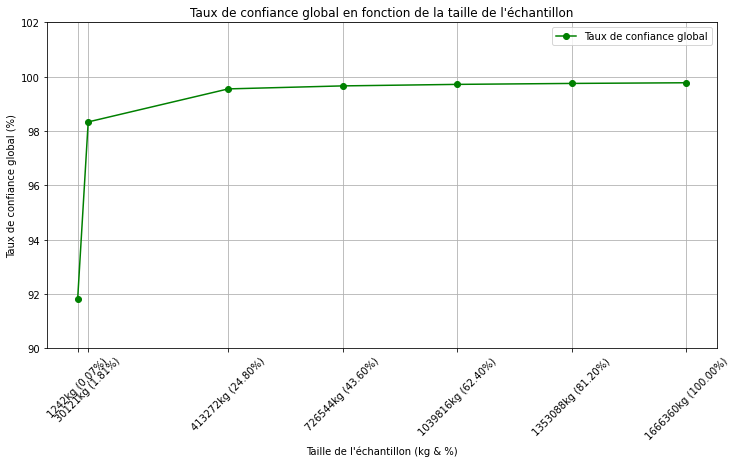 Taux de confiance global en fonction de la taille de l'échantillon
Taux de confiance global
Taux de confiance global (%)
102
100
98
96
94
92
90
1242kg (0.07%)
30121kg (1.81%)
413272kg (24.80%)
726544kg (43.60%)
1039816kg (62.40%)
1353088kg (81.20%)
1666360kg (100.00%)
Taille de l'échantillon (kg & %)